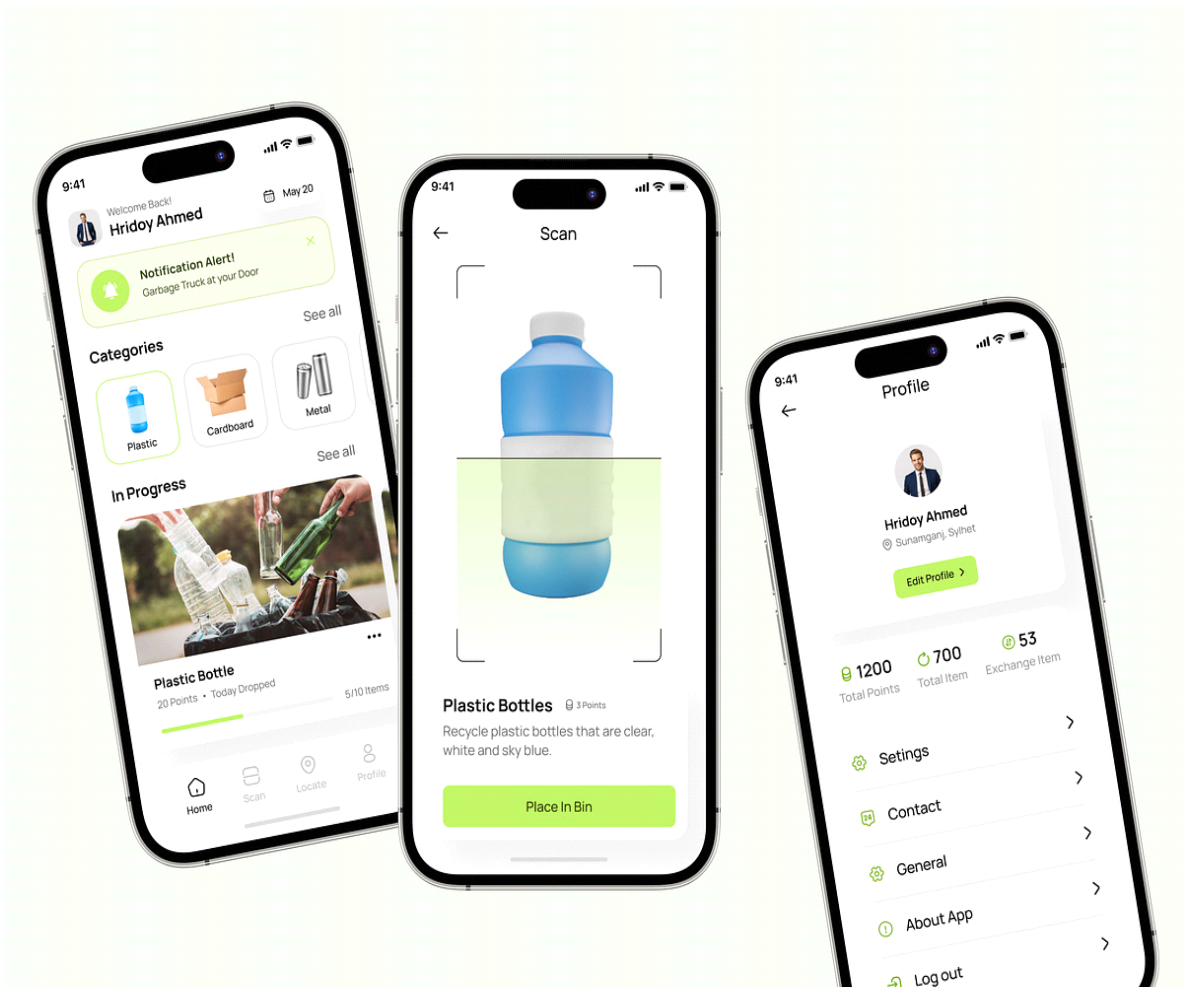 9:41
Welcome Back!
Hridoy Ahmed
May 20
Notification Alert!
Garbage Truck at your Door
Categories
See all
Plastic
Cardboard
Metal
In Progress
See all
Plastic Bottle
20 Points • Today Dropped
5/10 Items
Home
Scan
Locate
Profile
9:41
Scan
Plastic Bottles
3 Points
Recycle plastic bottles that are clear,
white and sky blue.
Place In Bin
9:41
Profile
Hridoy Ahmed
Sunamganj, Sylhet
Edit Profile
1200
Total Points
700
Total Item
53
Exchange Item
Setings
24
Contact
General
About App
Log out